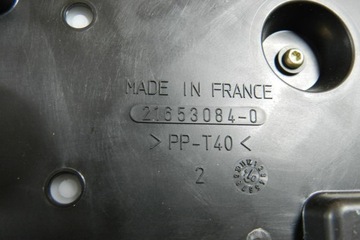 MADE IN FRANCE
21653084-0
>PP-T40<
2